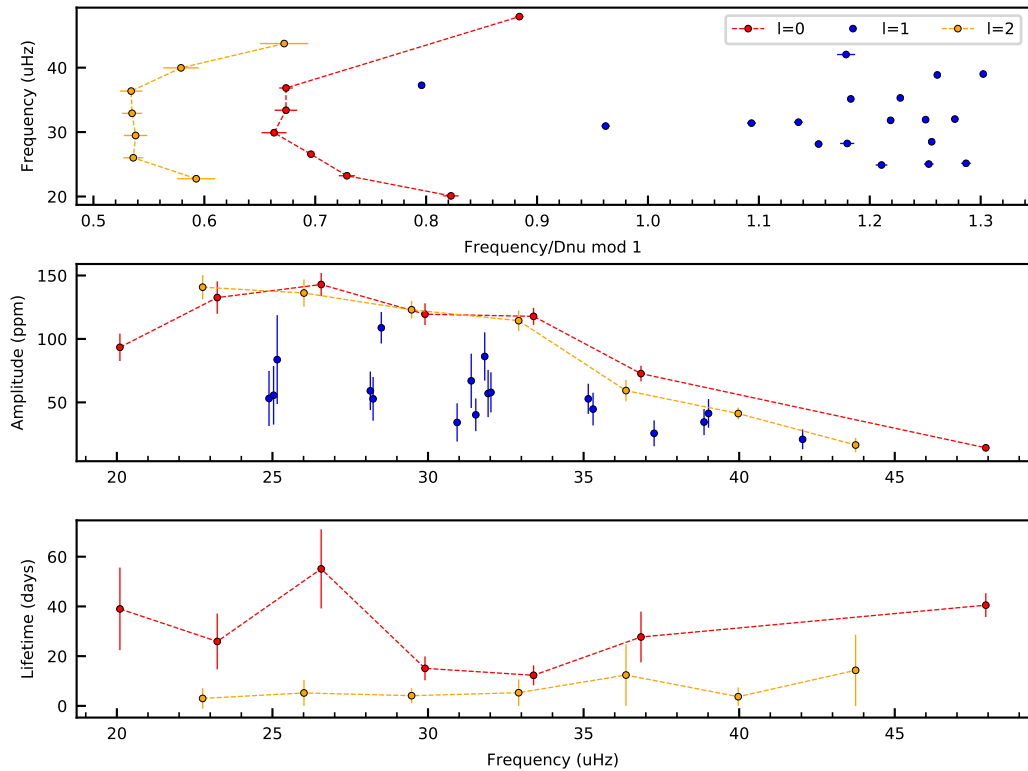 l=0 l=1 l=2
Frequency (uHz)
40
30
20
0.5 0.6 0.7 0.8 0.9 1.0 1.1 1.2 1.3
Frequency/Dnu mod 1
Amplitude (ppm)
150
100
50
20 25 30 35 40 45
Lifetime (days)
60
40
20
0
20 25 30 35 40 45
Frequency (uHz)